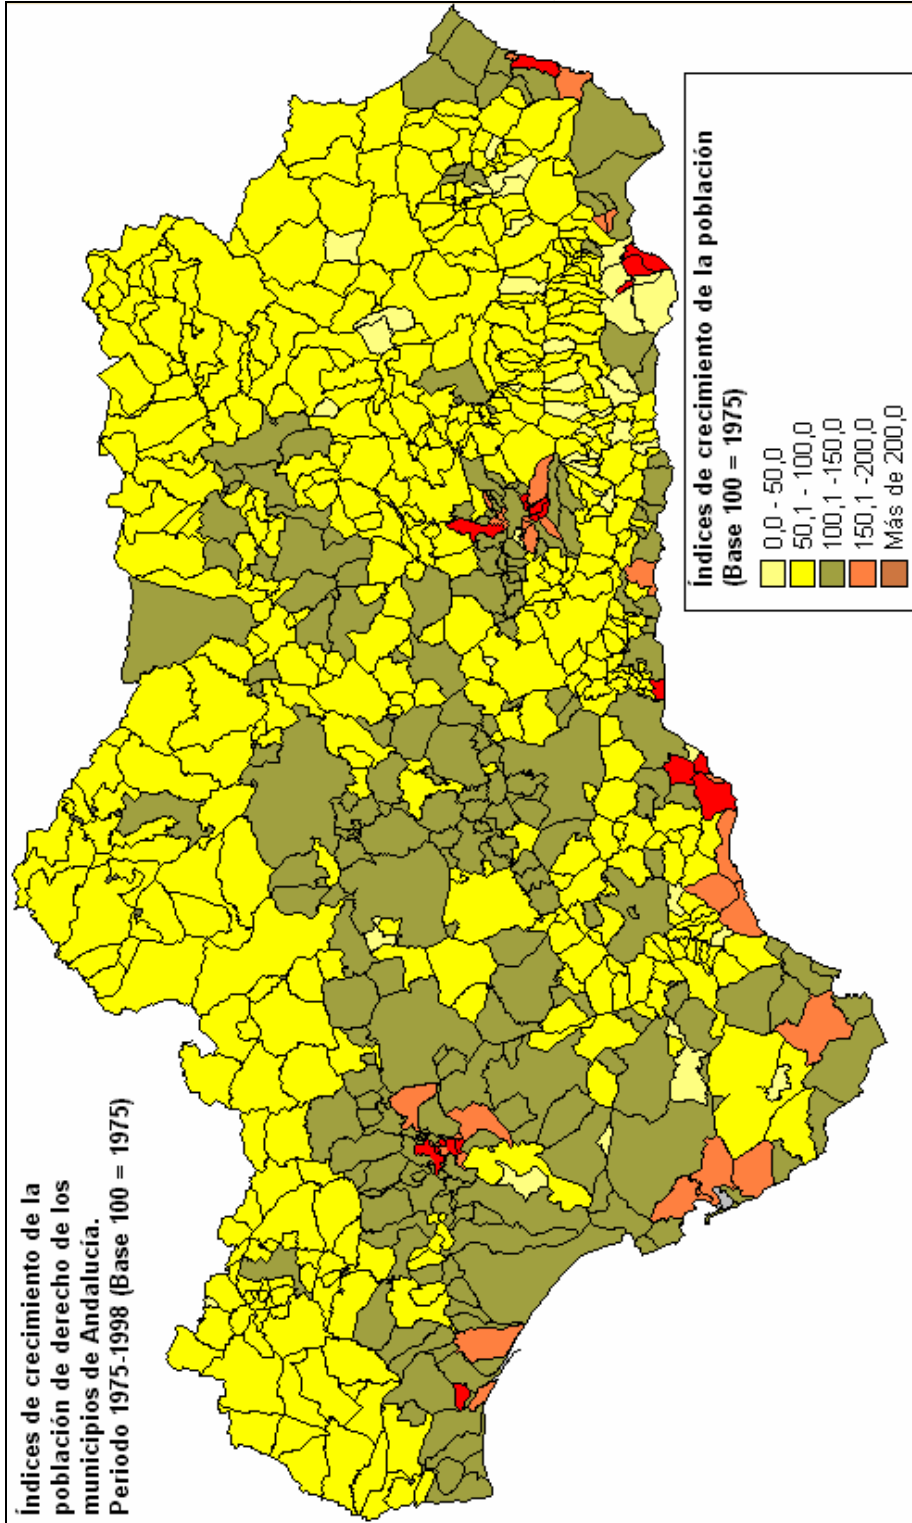 Índices de crecimiento de la
población de derecho de los
municipios de Andalucía.
Periodo 1975-1998 (Base 100 = 1975)
Índices de crecimiento de la población
(Base 100 = 1975)
0,0 - 50,0
50,1 - 100,0
100,1 -150,0
150,1 -200,0
Más de 200,0